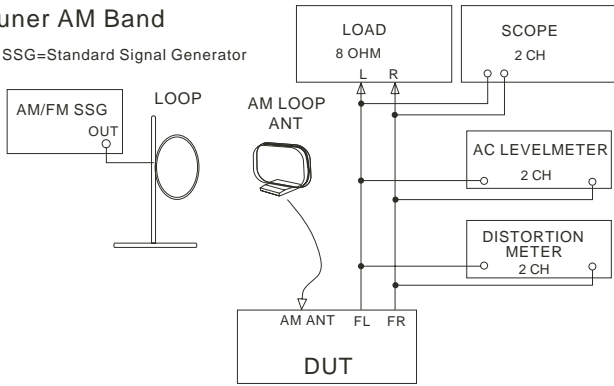 uner AM Band
SSG=Standard Signal Generator
AM/FM SSG
OUT
LOOP
AM LOOP
ANT
LOAD
8 OHM
L R
SCOPE
2 CH
AC LEVELMETER
2 CH
DISTORTION
METER
2 CH
AM ANT FL FR
DUT